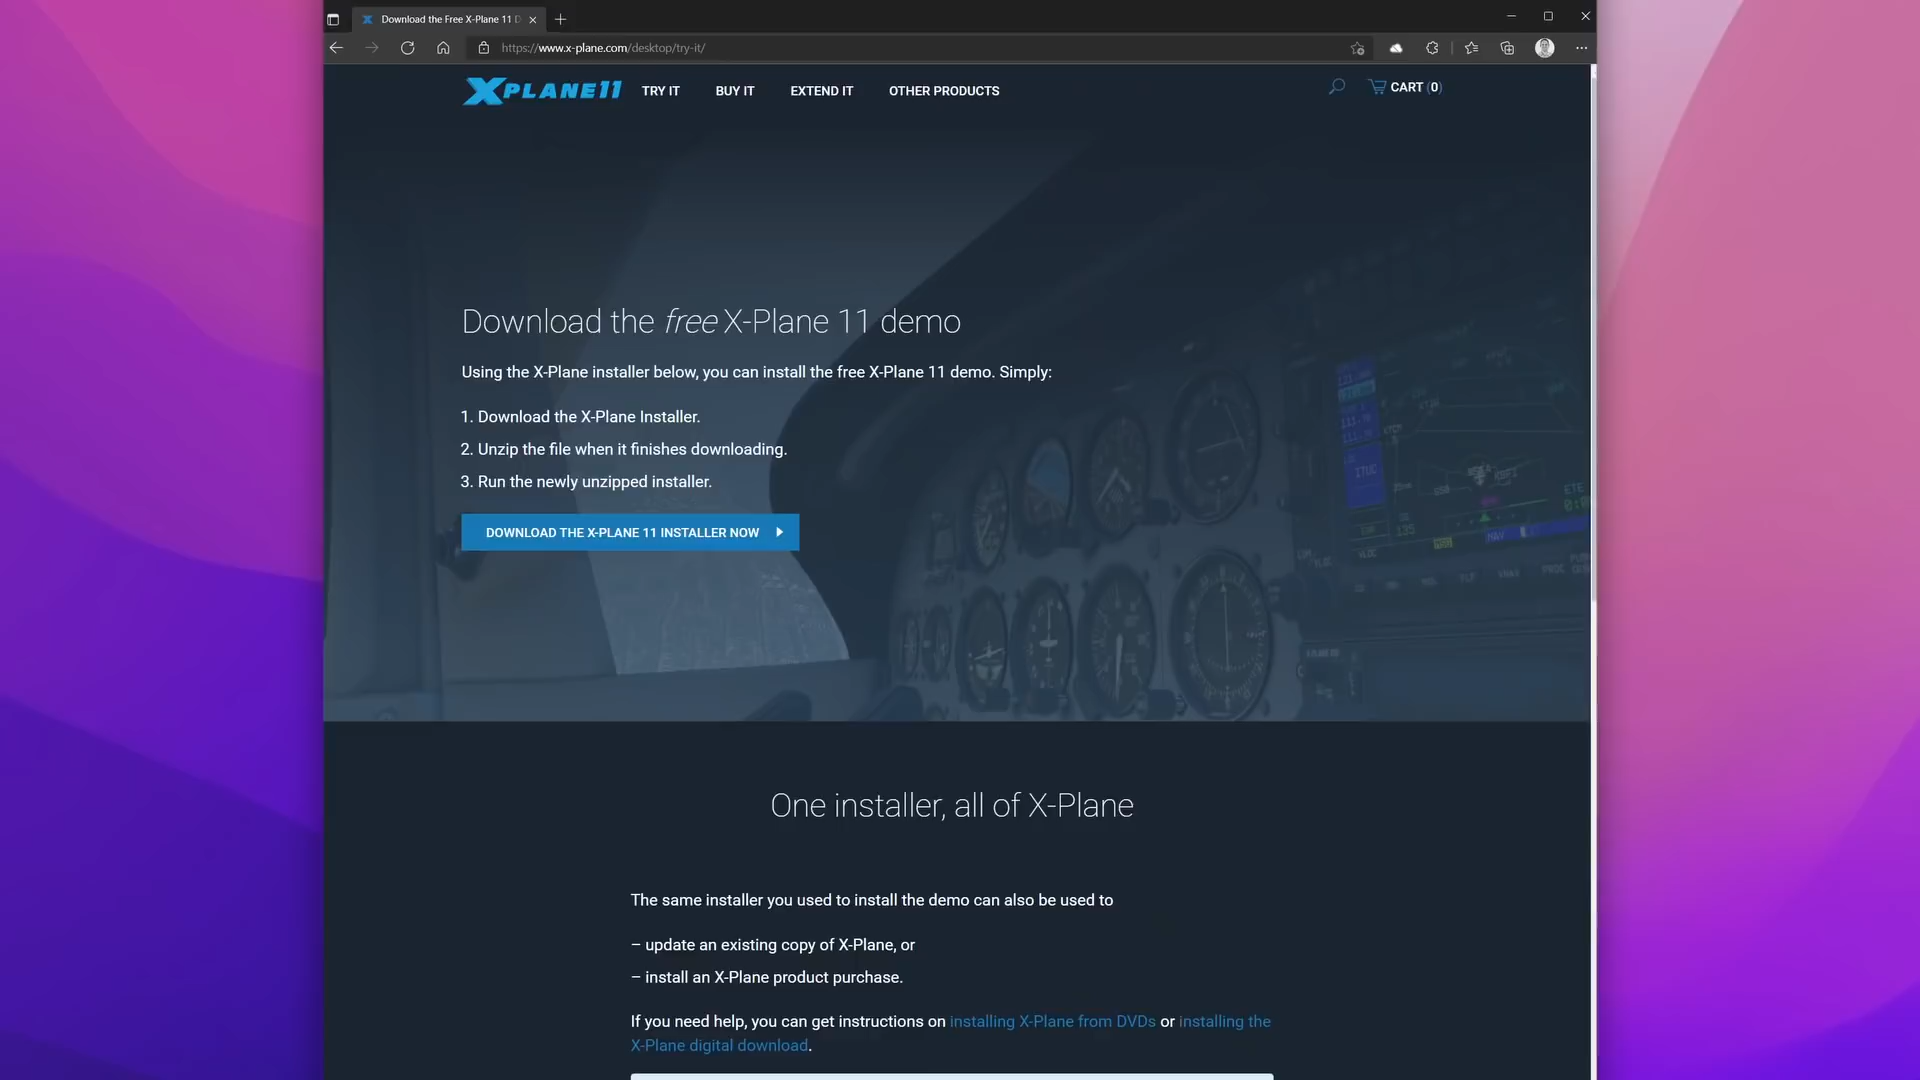 Download the Free X-Plane 11 D
https://www.x-plane.com/desktop/try-it/
XPLANE11
TRY IT
BUY IT
EXTEND IT
OTHER PRODUCTS
CART (0)
Download the free X-Plane 11 demo
Using the X-Plane installer below, you can install the free X-Plane 11 demo. Simply:
1. Download the X-Plane Installer.
2. Unzip the file when it finishes downloading.
3. Run the newly unzipped installer.
DOWNLOAD THE X-PLANE 11 INSTALLER NOW
One installer, all of X-Plane
The same installer you used to install the demo can also be used to
– update an existing copy of X-Plane, or
– install an X-Plane product purchase.
If you need help, you can get instructions on installing X-Plane from DVDs or installing the
X-Plane digital download.